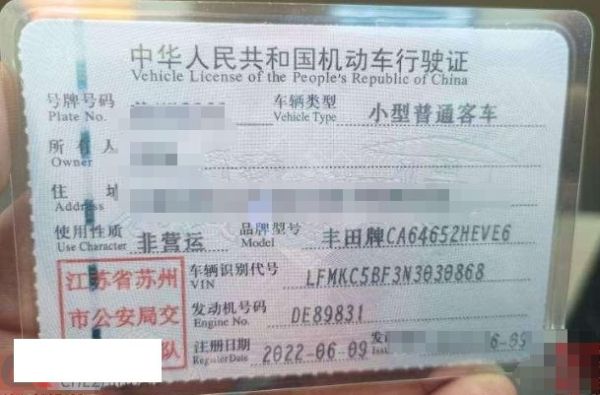 中华人民共和国机动车行驶证
Vehicle License of the People's Republic of China
号牌号码 车辆类型 小型普通客车
Plate No. Vehicle Type
所有人
Owner
住址
Address
使用性质 非营运 品牌型号 丰田牌CA64652HEVE6
Use Character Model
江苏省苏州 车辆识别代号 LFMKC5BF3N3030868
VIN
市公安局交 发动机号码 DE89831
Engine No.
队 注册日期 2022-06-09 发 6-09
Register Date Issue